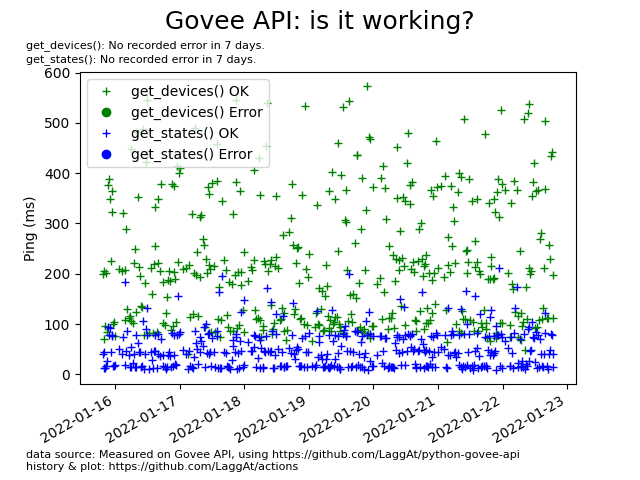 Govee API: is it working?
get_devices(): No recorded error in 7 days.
get_states(): No recorded error in 7 days.
get_devices() OK
get_devices() Error
get_states() OK
get_states() Error
Ping (ms)
600
500
400
300
200
100
0
2022-01-16
2022-01-17
2022-01-18
2022-01-19
2022-01-20
2022-01-21
2022-01-22
2022-01-23
data source: Measured on Govee API, using https://github.com/LaggAt/python-govee-api
history & plot: https://github.com/LaggAt/actions